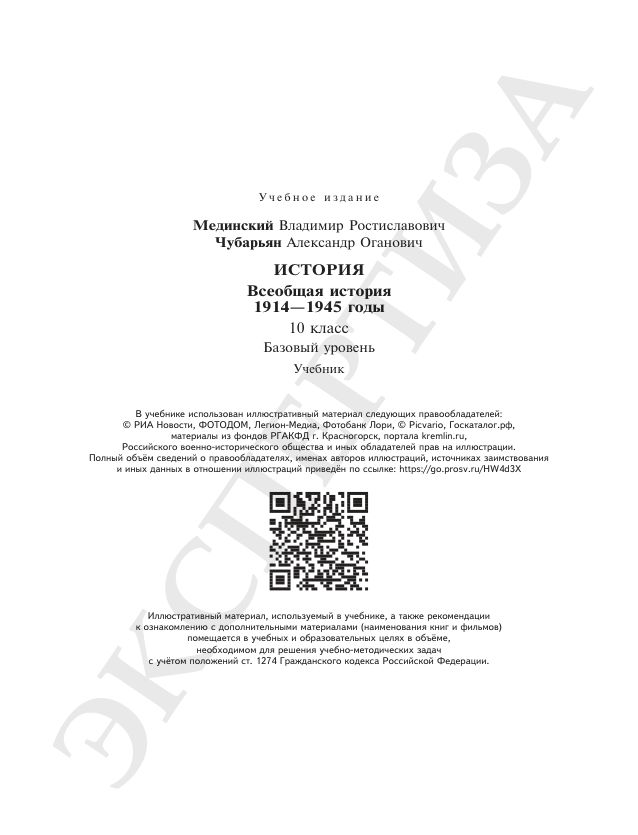 Учебное издание
Мединский Владимир Ростиславович
Чубарьян Александр Оганович
ИСТОРИЯ
Всеобщая история
1914—1945 годы
10 класс
Базовый уровень
Учебник
В учебнике использован иллюстративный материал следующих правообладателей:
© РИА Новости, ФОТОДОМ, Легион-Медиа, Фотобанк Лори, © Picvario, Госкаталог.рф,
материалы из фондов РГАКФД г. Красногорск, портала kremlin.ru,
Российского военно-исторического общества и иных обладателей прав на иллюстрации.
Полный объём сведений о правообладателях, именах авторов иллюстраций, источниках заимствования
и иных данных в отношении иллюстраций приведён по ссылке: https://go.prosv.ru/HW4d3X
Иллюстративный материал, используемый в учебнике, а также рекомендации
к ознакомлению с дополнительными материалами (наименования книг и фильмов)
помещается в учебных и образовательных целях в объёме,
необходимом для решения учебно-методических задач
с учётом положений ст. 1274 Гражданского кодекса Российской Федерации.
ЭКСПЕРТИЗА